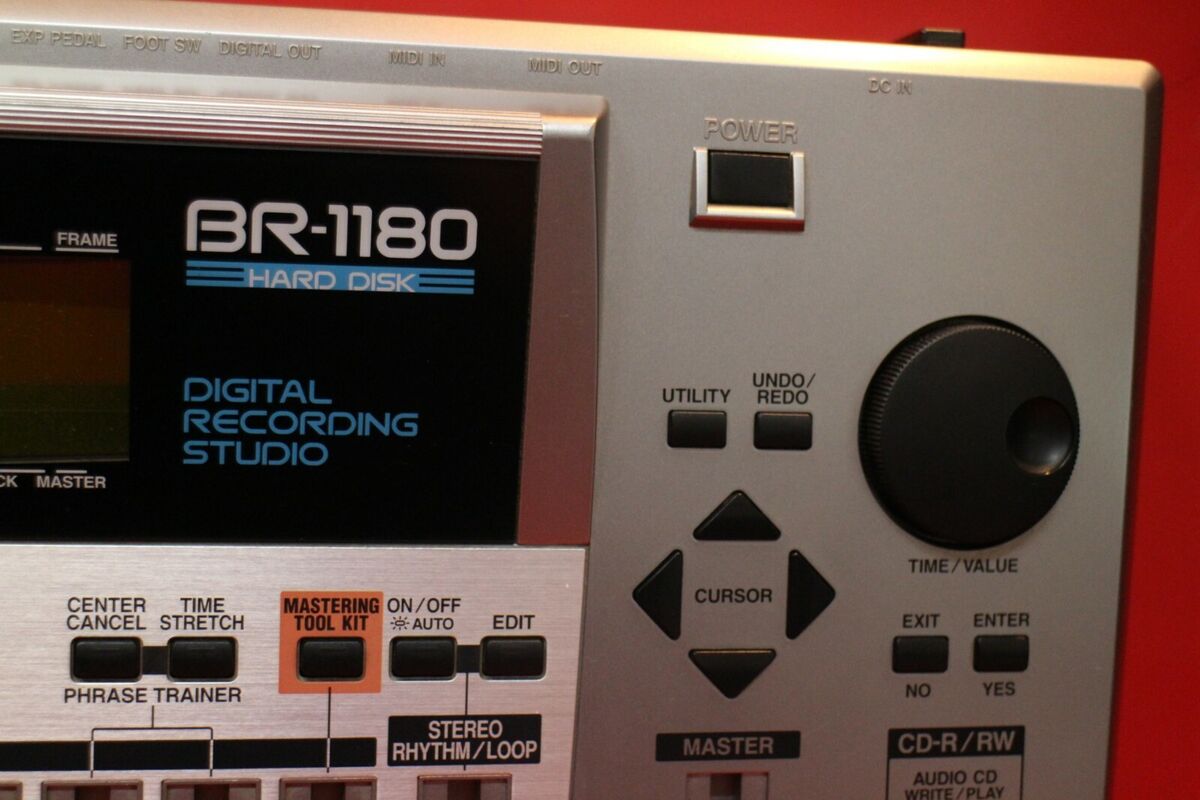 EXP PEDAL FOOT SW DIGITAL OUT MIDI IN MIDI OUT DC IN
POWER
FRAME
BR-1180
HARD DISK
DIGITAL
RECORDING
STUDIO
MASTER
UTILITY
UNDO/
REDO
CURSOR
TIME/VALUE
CENTER
CANCEL
TIME
STRETCH
PHRASE TRAINER
MASTERING
TOOL KIT
ON/OFF
AUTO
EDIT
STEREO
RHYTHM/LOOP
EXIT
NO
ENTER
YES
MASTER
CD-R/RW
AUDIO CD
WRITE/PLAY